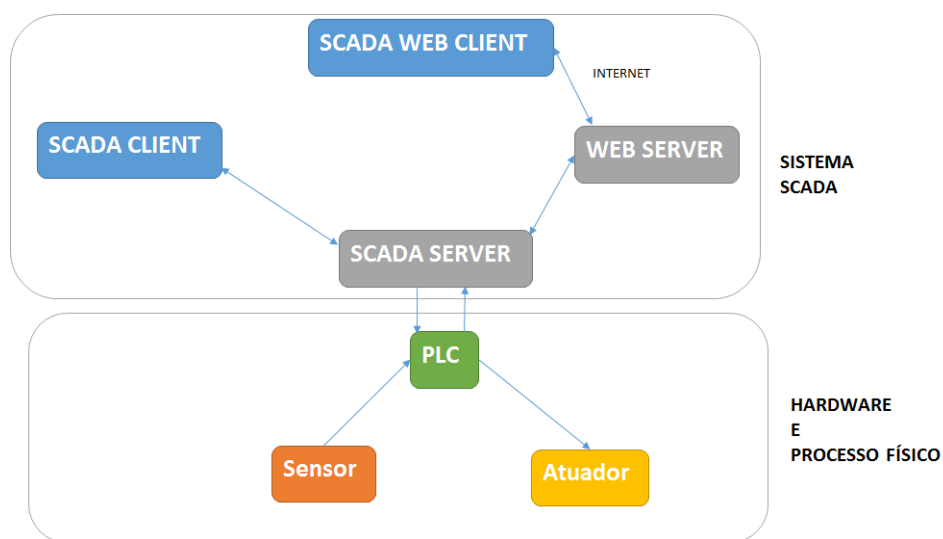 SCADA WEB CLIENT
INTERNET
SCADA CLIENT
WEB SERVER
SISTEMA
SCADA
SCADA SERVER
PLC
HARDWARE
E
PROCESSO FÍSICO
Sensor
Atuador